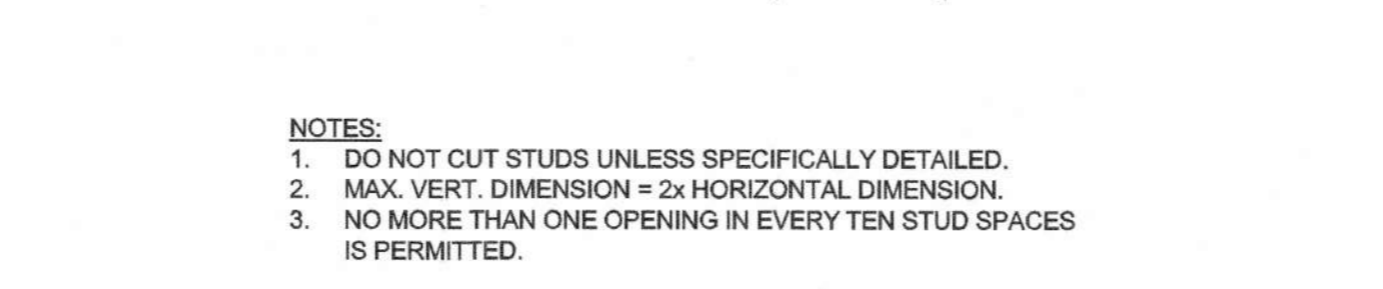 NOTES:
1. DO NOT CUT STUDS UNLESS SPECIFICALLY DETAILED.
2. MAX. VERT. DIMENSION = 2x HORIZONTAL DIMENSION.
3. NO MORE THAN ONE OPENING IN EVERY TEN STUD SPACES
IS PERMITTED.